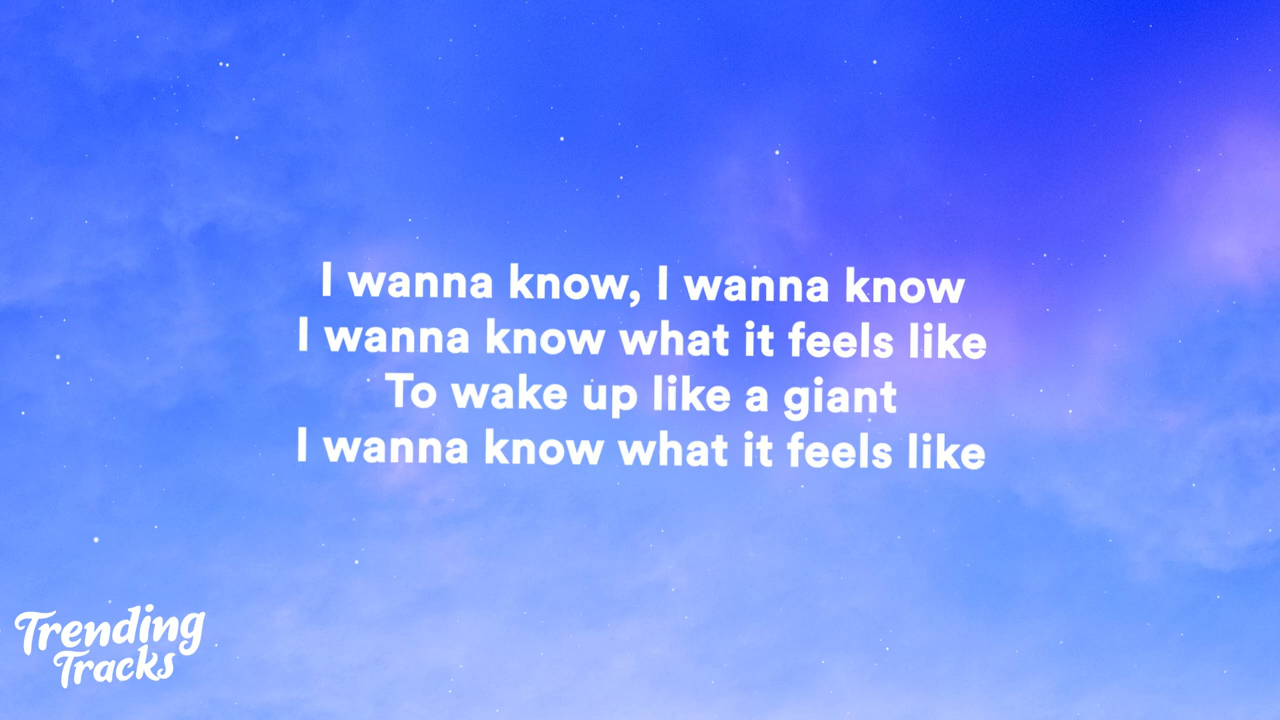 I wanna know, I wanna know
I wanna know what it feels like
To wake up like a giant
I wanna know what it feels like
Trending
Tracks